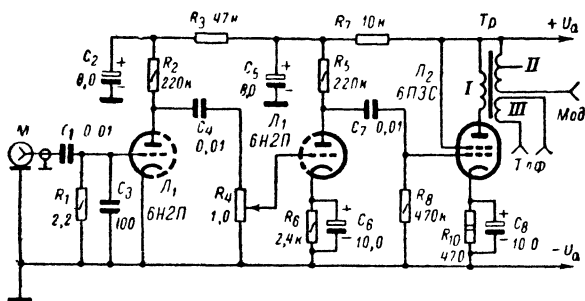 R3 47к
R7 10к
Тр
+ Uа
C2
8,0
+
R2
220к
C5
8,0
+
R5
220к
Л2
6П3С
I
II
III
Мод
М
C1 0,01
C4
0,01
Л1
6Н2П
C7 0,01
Тлф
R1
2,2
C3
100
Л1
6Н2П
R4
1,0
R6
2,4к
+
−
C6
10,0
R8
470к
R10
470
+
−
C8
10.0
− Uа